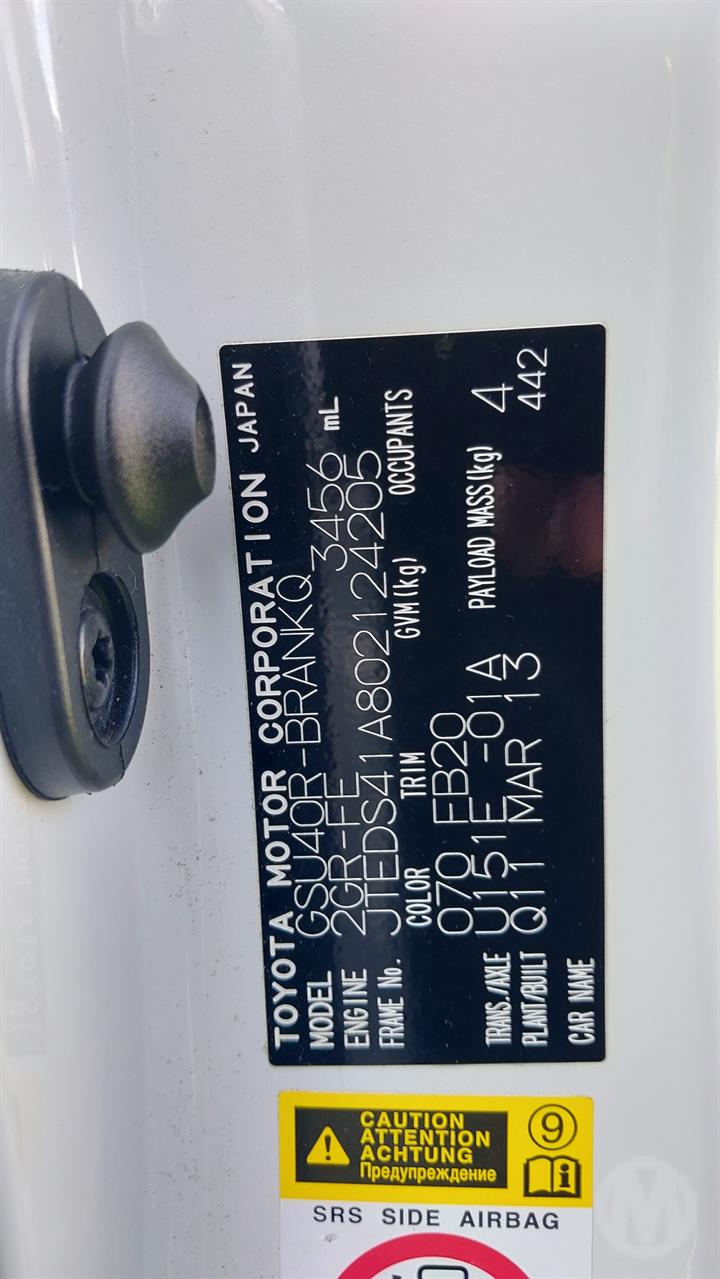 TOYOTA MOTOR CORPORATION JAPAN
MODEL GSU40R-BRANKQ
ENGINE 2GR-FE 3456 mL
FRAME No. JTEDS41A802124205
COLOR TRIM GVM(kg) OCCUPANTS
070 FB20
TRANS./AXLE U151E -01A PAYLOAD MASS(kg) 4
PLANT/BUILT Q11 MAR 13 442
CAR NAME
CAUTION
ATTENTION
ACHTUNG
Предупреждение
9
i
SRS SIDE AIRBAG
M